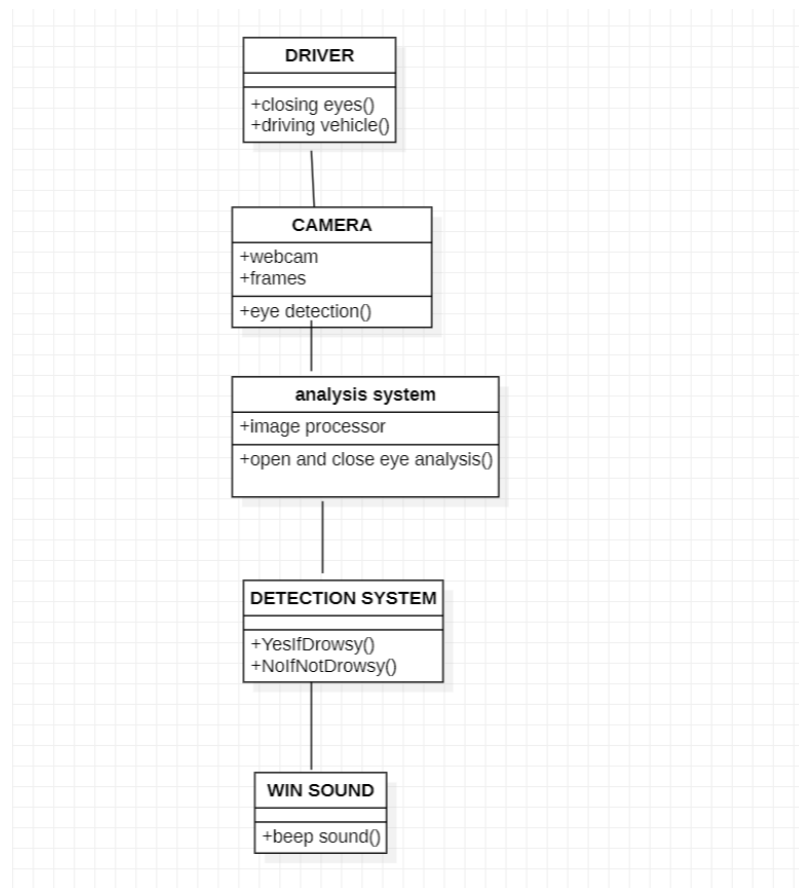 DRIVER
+closing eyes()
+driving vehicle()
CAMERA
+webcam
+frames
+eye detection()
analysis system
+image processor
+open and close eye analysis()
DETECTION SYSTEM
+YesIfDrowsy()
+NoIfNotDrowsy()
WIN SOUND
+beep sound()